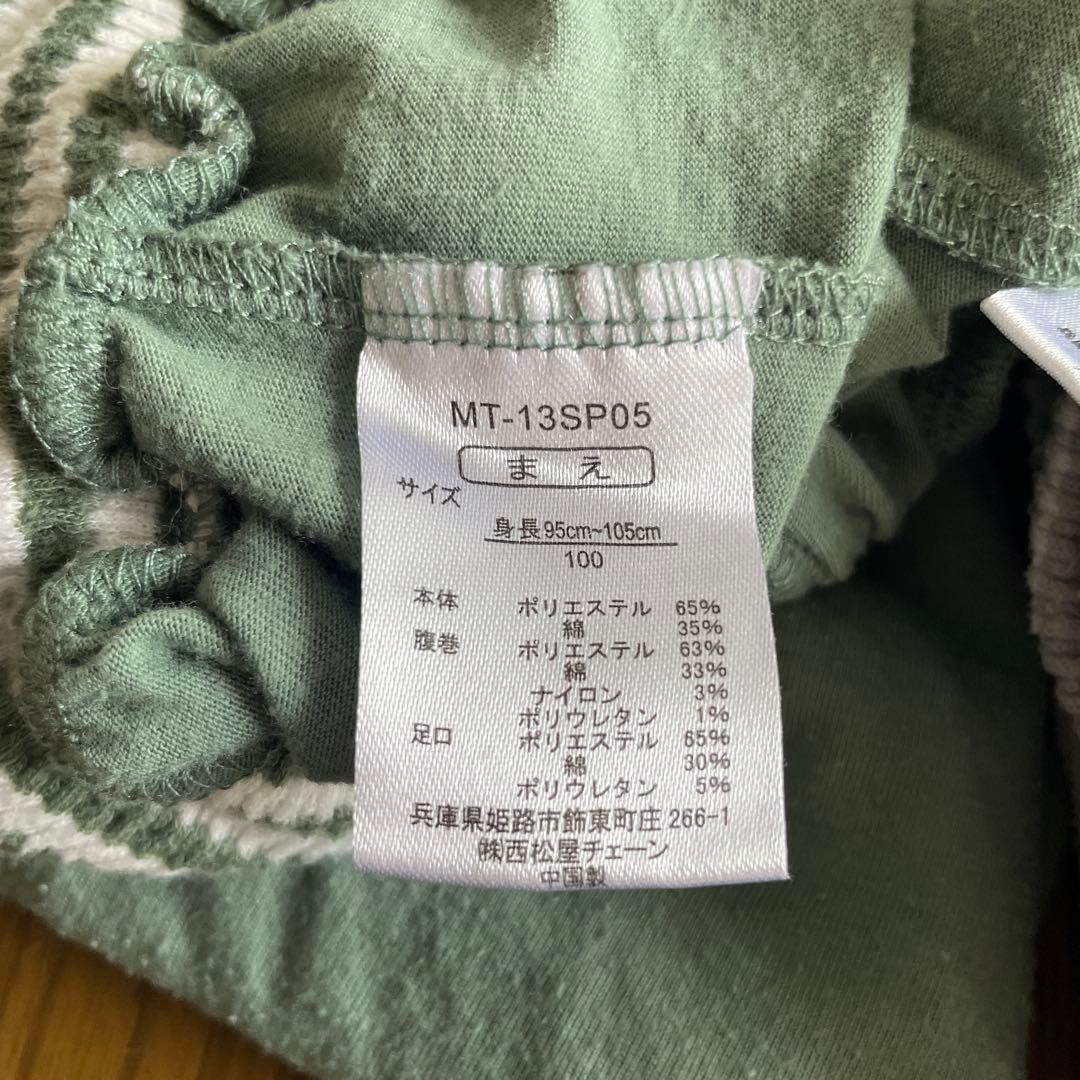 MT-13SP05
まえ
サイズ
身長95cm~105cm
100
本体 ポリエステル 65%
綿 35%
腹巻 ポリエステル 63%
綿 33%
ナイロン 3%
ポリウレタン 1%
足口 ポリエステル 65%
綿 30%
ポリウレタン 5%
兵庫県姫路市飾東町庄266-1
㈱西松屋チェーン
中国製